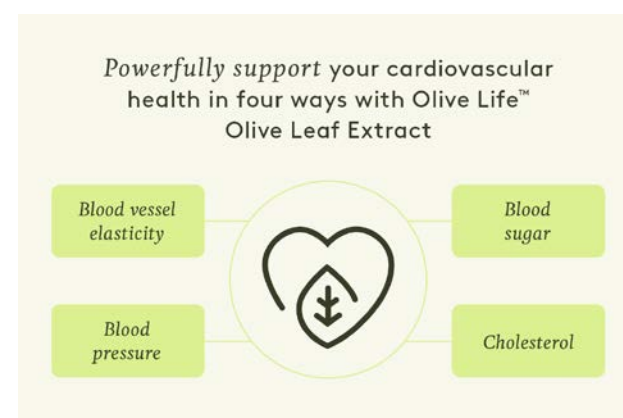 Powerfully support your cardiovascular
health in four ways with Olive Life™
Olive Leaf Extract
Blood vessel
elasticity
Blood
sugar
Blood
pressure
Cholesterol